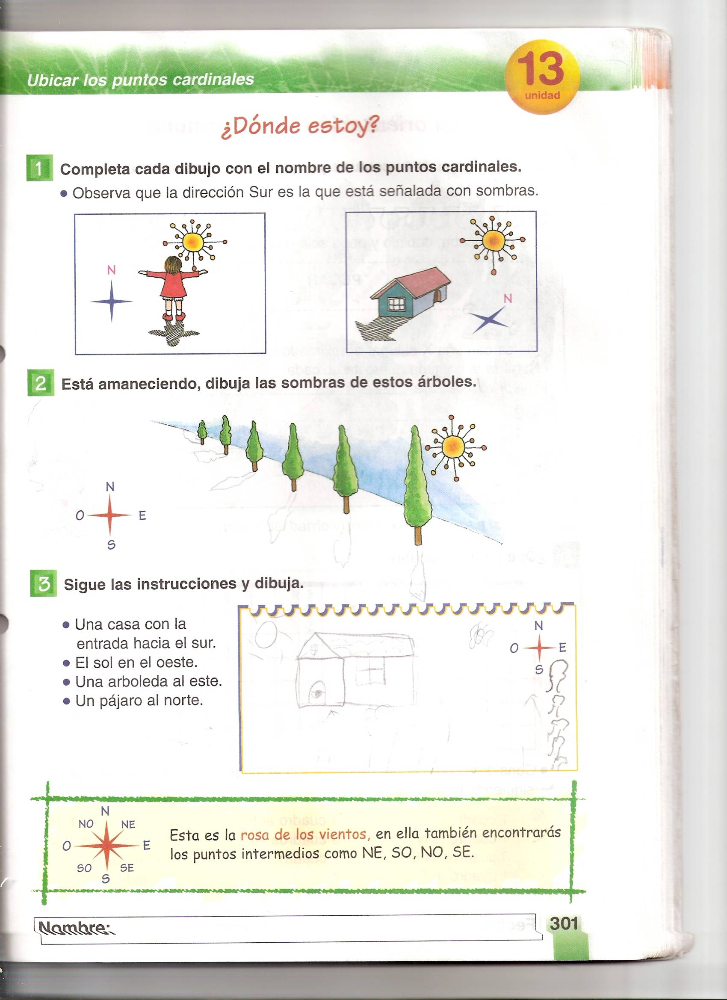 Ubicar los puntos cardinales
13
unidad
¿Dónde estoy?
1 Completa cada dibujo con el nombre de los puntos cardinales.
● Observa que la dirección Sur es la que está señalada con sombras.
N
N
2 Está amaneciendo, dibuja las sombras de estos árboles.
N
O E
S
3 Sigue las instrucciones y dibuja.
● Una casa con la
entrada hacia el sur.
● El sol en el oeste.
● Una arboleda al este.
● Un pájaro al norte.
N
O E
S
N
NO NE
O E
SO SE
S
Esta es la rosa de los vientos, en ella también encontrarás
los puntos intermedios como NE, SO, NO, SE.
Nombre:
301